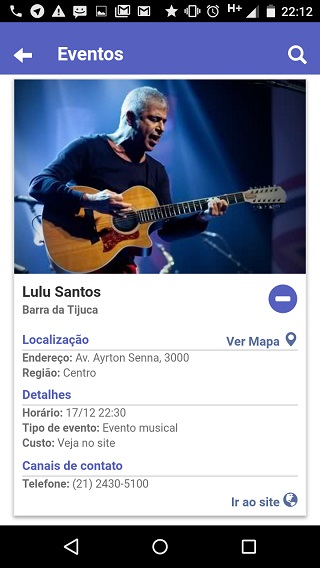 H+ 22:12
Eventos
Lulu Santos
Barra da Tijuca
Localização Ver Mapa
Endereço: Av. Ayrton Senna, 3000
Região: Centro
Detalhes
Horário: 17/12 22:30
Tipo de evento: Evento musical
Custo: Veja no site
Canais de contato
Telefone: (21) 2430-5100
Ir ao site